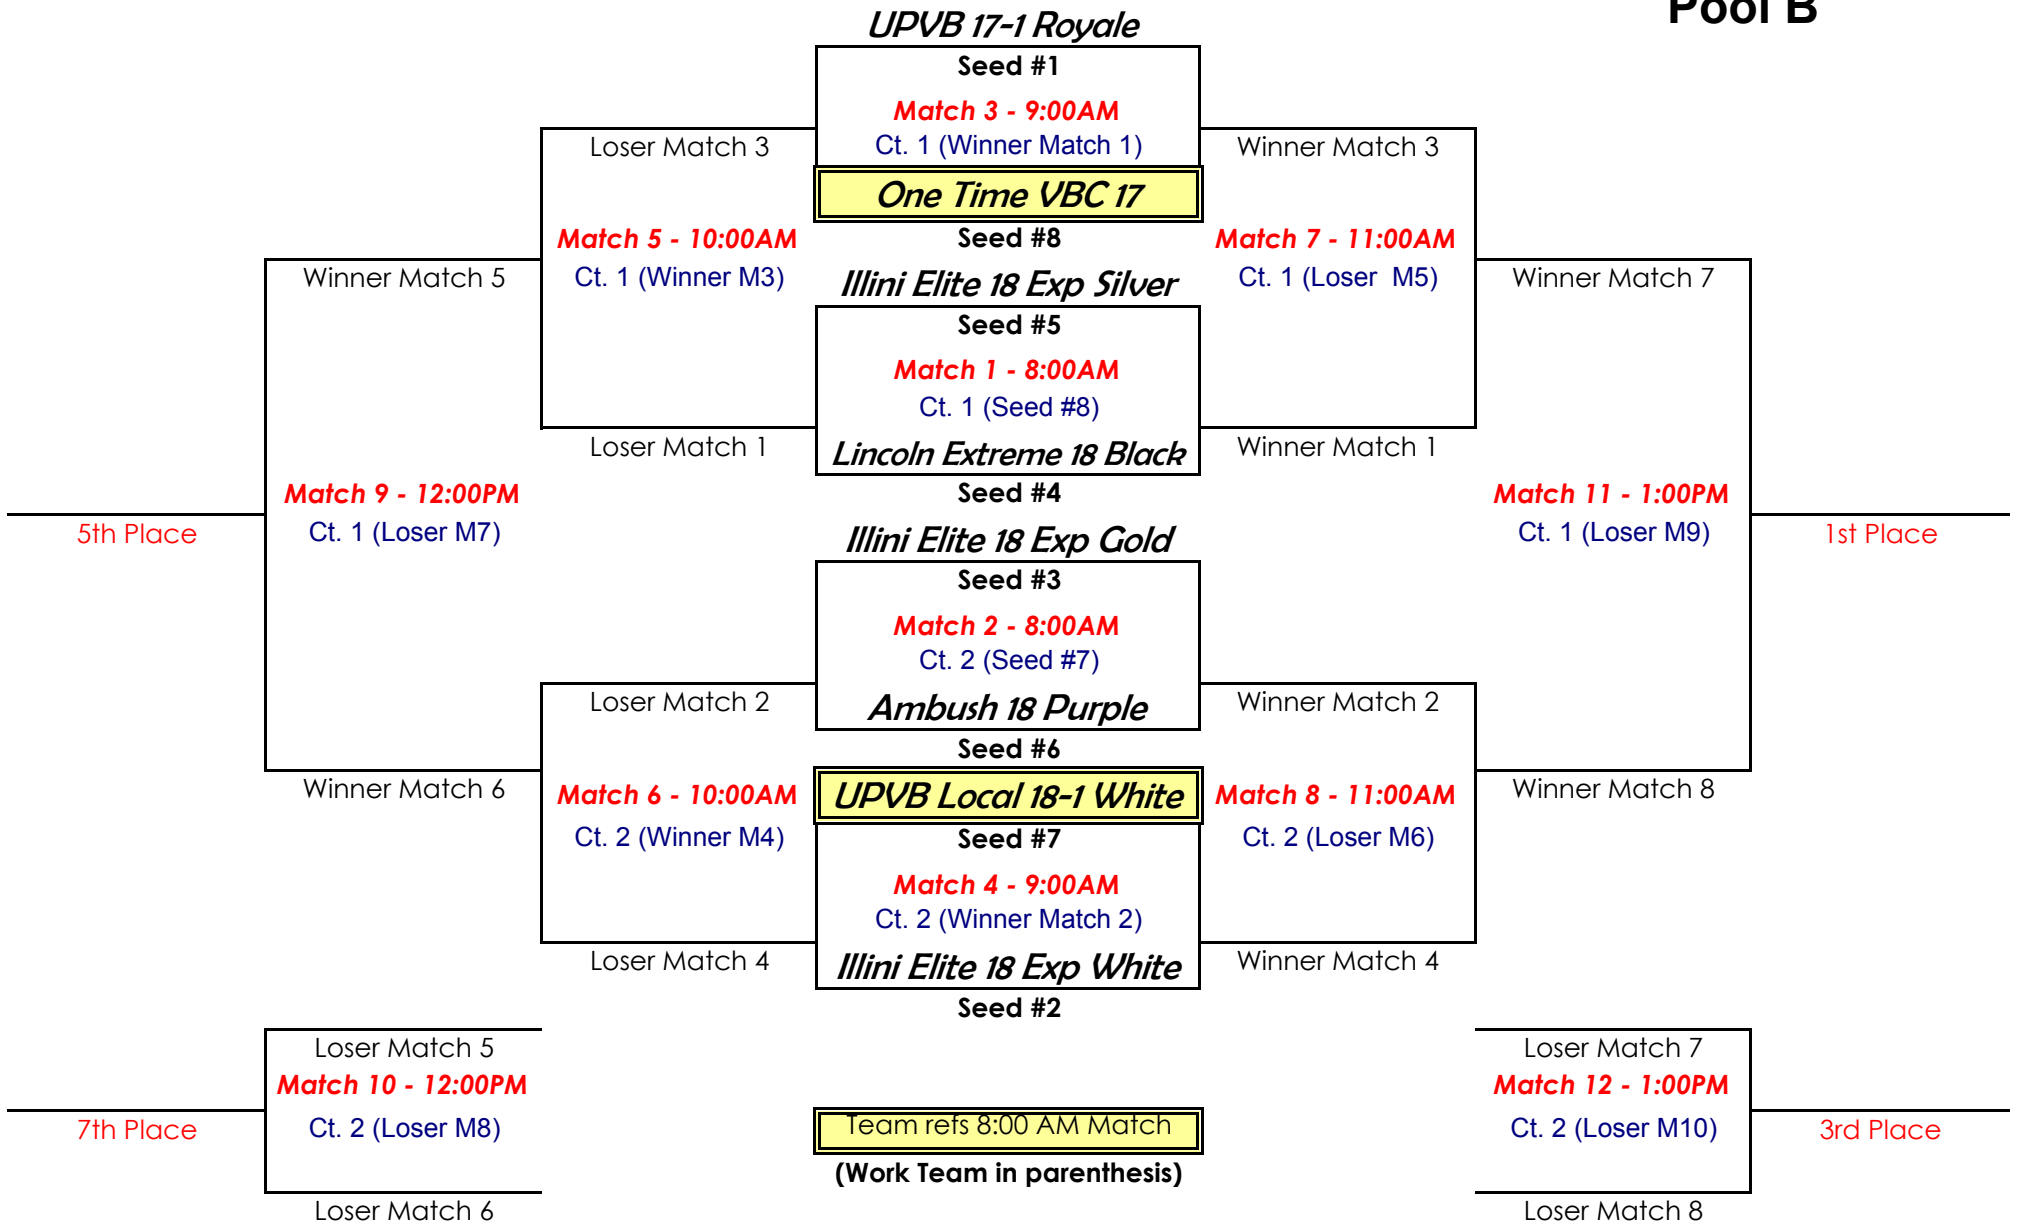 Pool B
UPVB 17-1 Royale
Seed #1
Match 3 - 9:00AM
Loser Match 3
Ct. 1 (Winner Match 1)
Winner Match 3
One Time VBC 17
Match 5 - 10:00AM
Seed #8
Match 7 - 11:00AM
Winner Match 5
Ct. 1 (Winner M3)
Illini Elite 18 Exp Silver
Ct. 1 (Loser  M5)
Winner Match 7
Seed #5
Match 1 - 8:00AM
Ct. 1 (Seed #8)
Loser Match 1
Lincoln Extreme 18 Black
Winner Match 1
Match 9 - 12:00PM
Seed #4
Match 11 - 1:00PM
5th Place
Ct. 1 (Loser M7)
Illini Elite 18 Exp Gold
Ct. 1 (Loser M9)
1st Place
Seed #3
Match 2 - 8:00AM
Ct. 2 (Seed #7)
Loser Match 2
Ambush 18 Purple
Winner Match 2
Seed #6
Winner Match 6
Match 6 - 10:00AM
UPVB Local 18-1 White
Match 8 - 11:00AM
Winner Match 8
Ct. 2 (Winner M4)
Seed #7
Ct. 2 (Loser M6)
Match 4 - 9:00AM
Ct. 2 (Winner Match 2)
Loser Match 4
Illini Elite 18 Exp White
Winner Match 4
Seed #2
Loser Match 5
Loser Match 7
Match 10 - 12:00PM
Match 12 - 1:00PM
7th Place
Ct. 2 (Loser M8)
Team refs 8:00 AM Match
Ct. 2 (Loser M10)
3rd Place
(Work Team in parenthesis)
Loser Match 6
Loser Match 8